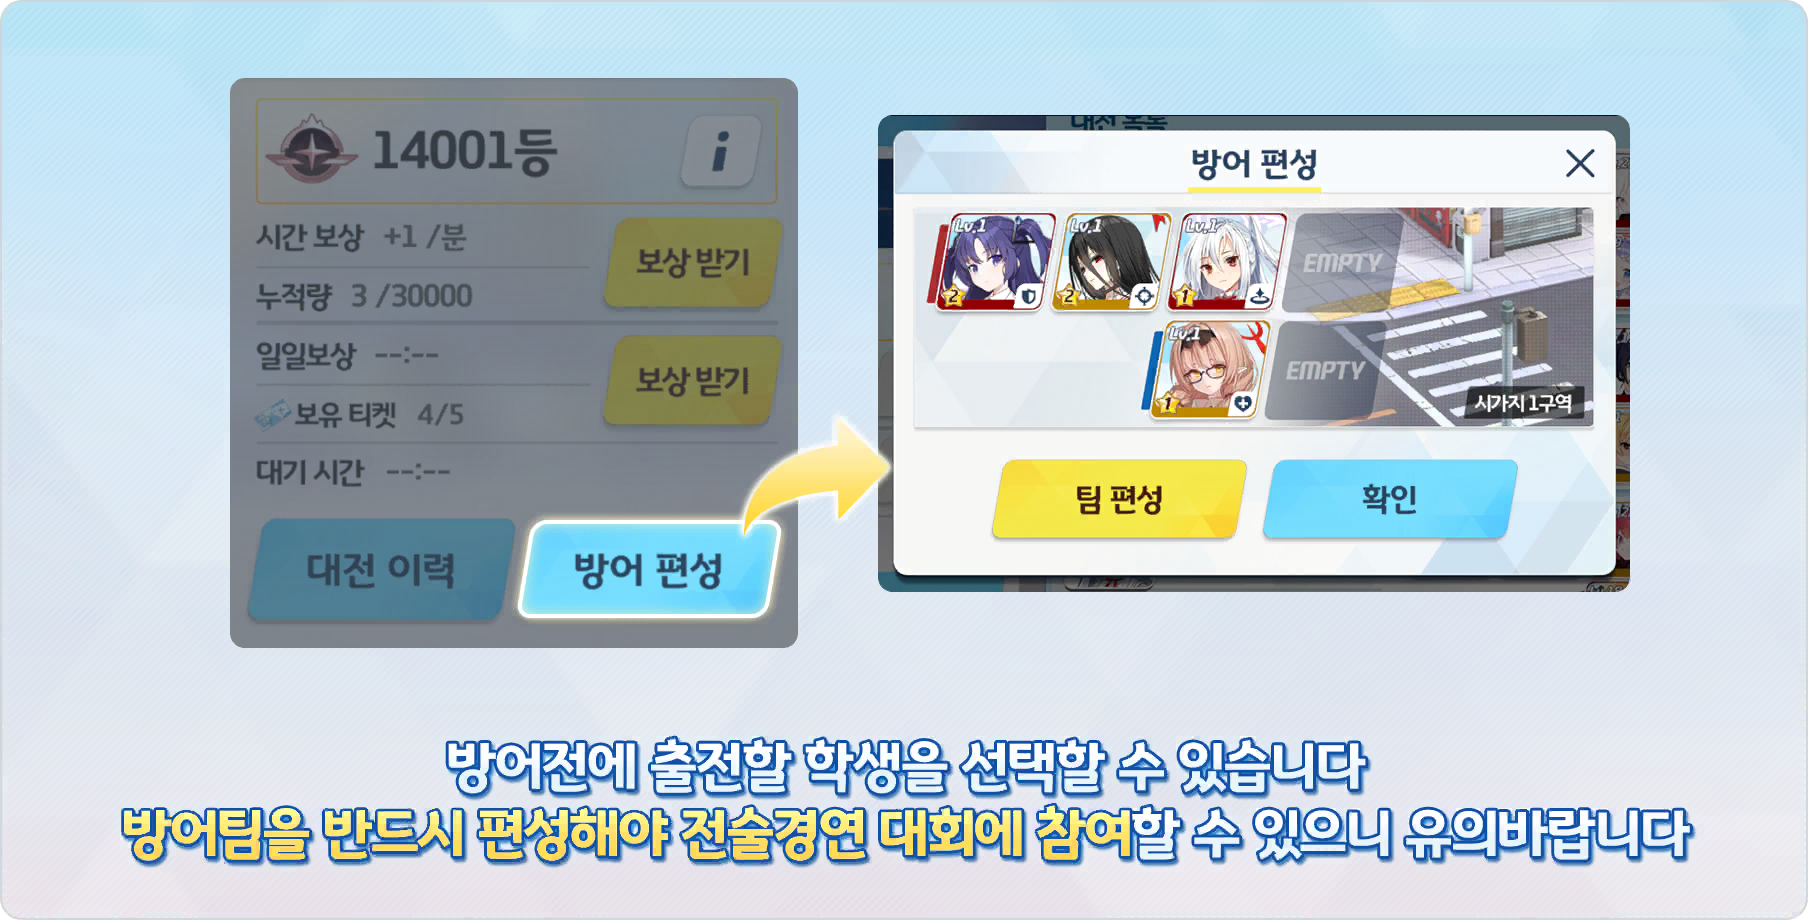 14001등
i
시간 보상 +1 /분
보상 받기
누적량 3 /30000
일일보상 --:--
보상 받기
보유 티켓 4/5
대기 시간 --:--
대전 이력
방어 편성
방어 편성
Lv.1
2
Lv.1
2
Lv.1
1
EMPTY
Lv.1
1
EMPTY
시가지 1구역
팀 편성
확인
방어전에 출전할 학생을 선택할 수 있습니다
방어팀을 반드시 편성해야 전술경연 대회에 참여할 수 있으니 유의바랍니다